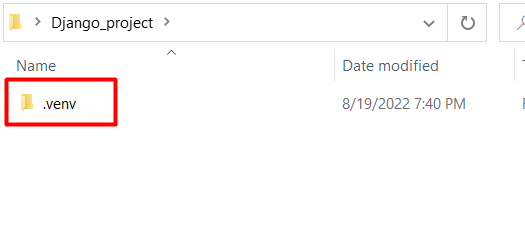 Django_project
Name
Date modified
.venv
8/19/2022 7:40 PM